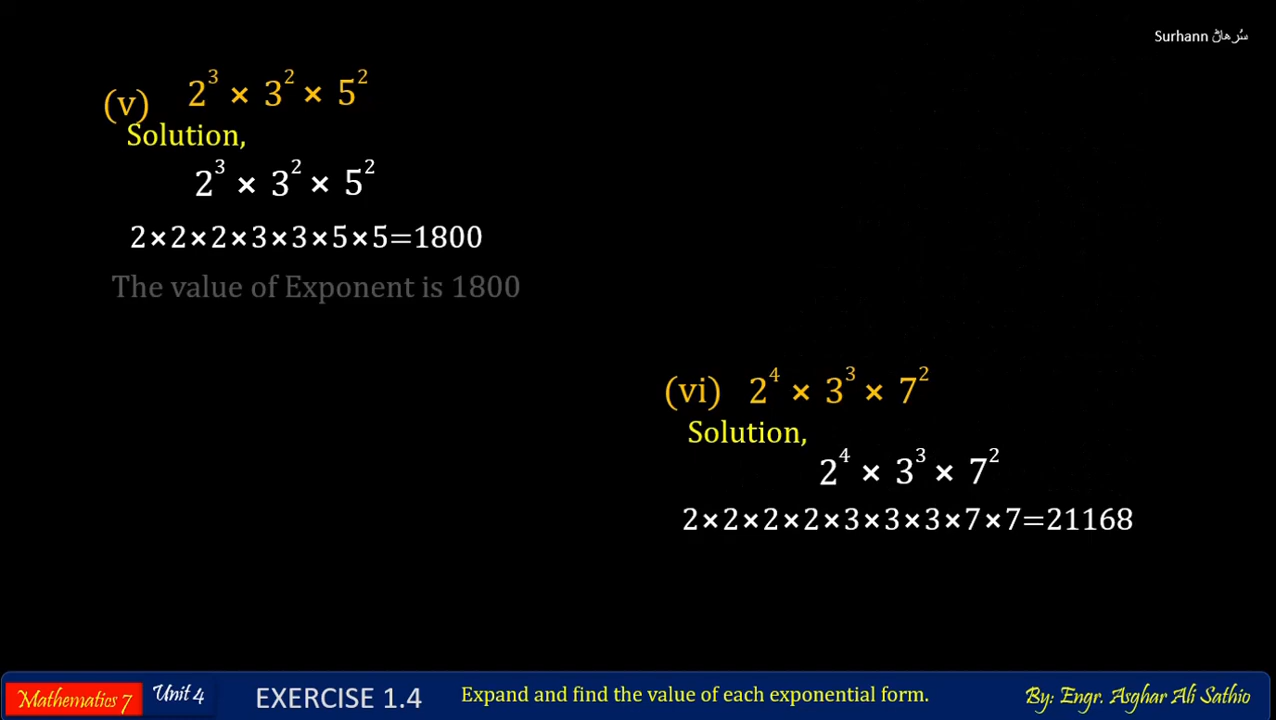 Surhann سُرهاڻ
(v) 2³ × 3² × 5²
Solution,
2³ × 3² × 5²
2×2×2×3×3×5×5=1800
The value of Exponent is 1800
(vi) 2⁴ × 3³ × 7²
Solution,
2⁴ × 3³ × 7²
2×2×2×2×3×3×3×7×7=21168
Mathematics 7 Unit 4 EXERCISE 1.4 Expand and find the value of each exponential form. By: Engr. Asghar Ali Sathio